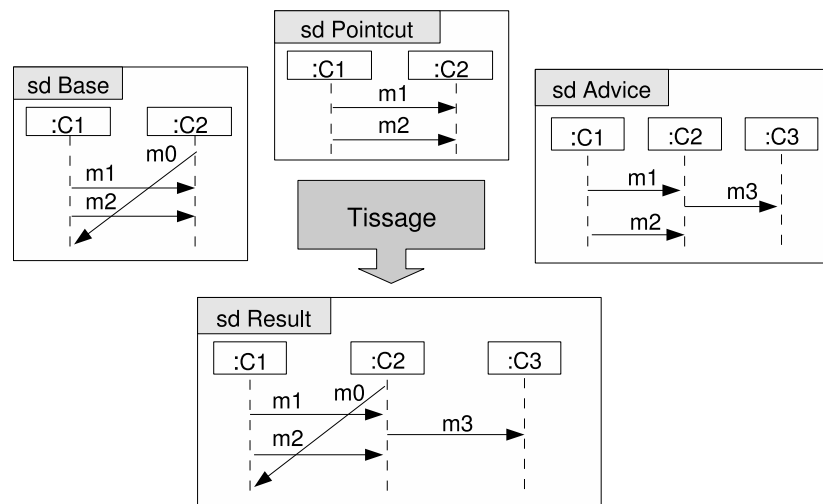 sd Pointcut
:C1 :C2
m1
m2
sd Base
:C1 :C2
m0
m1
m2
sd Advice
:C1 :C2 :C3
m1
m3
m2
Tissage
sd Result
:C1 :C2 :C3
m1 m0
m2 m3